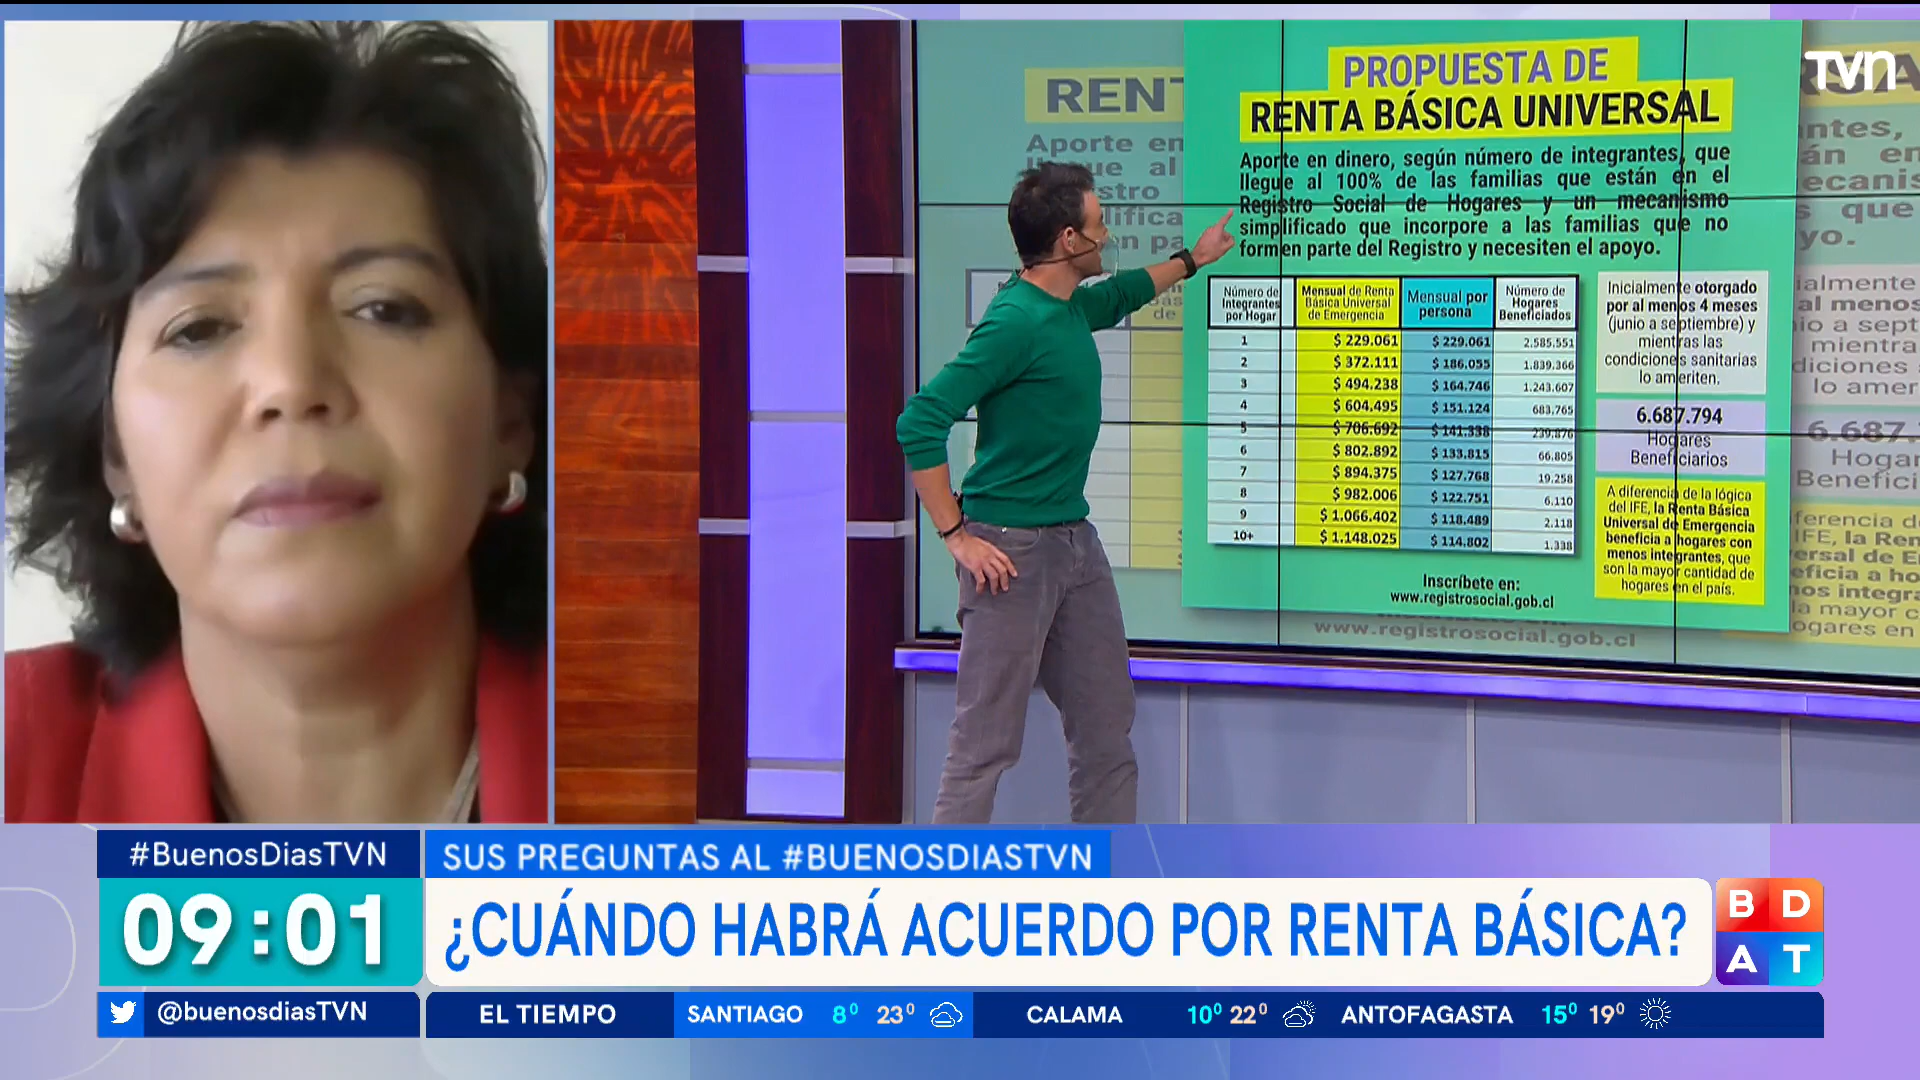 TVN
PROPUESTA DE
RENTA BÁSICA UNIVERSAL
Aporte en dinero, según número de integrantes, que
llegue al 100% de las familias que están en el
Registro Social de Hogares y un mecanismo
simplificado que incorpore a las familias que no
formen parte del Registro y necesiten el apoyo.
Número de Integrantes por Hogar | Mensual de Renta Básica Universal de Emergencia | Mensual por persona | Número de Hogares Beneficiados
1 $ 229.061 $ 229.061 2.585.551
2 $ 372.111 $ 186.055 1.839.366
3 $ 494.238 $ 164.746 1.243.607
4 $ 604.495 $ 151.124 683.765
5 $ 706.692 $ 141.338 239.876
6 $ 802.892 $ 133.815 66.805
7 $ 894.375 $ 127.768 19.258
8 $ 982.006 $ 122.751 6.110
9 $ 1.066.402 $ 118.489 2.118
10+ $ 1.148.025 $ 114.802 1.338
Inicialmente otorgado
por al menos 4 meses
(junio a septiembre) y
mientras las
condiciones sanitarias
lo ameriten.
6.687.794
Hogares
Beneficiarios
A diferencia de la lógica
del IFE, la Renta Básica
Universal de Emergencia
beneficia a hogares con
menos integrantes, que
son la mayor cantidad de
hogares en el país.
Inscríbete en:
www.registrosocial.gob.cl
www.registrosocial.gob.cl
#BuenosDiasTVN
SUS PREGUNTAS AL #BUENOSDIASTVN
09:01
¿CUÁNDO HABRÁ ACUERDO POR RENTA BÁSICA?
BD
AT
@buenosdiasTVN
EL TIEMPO SANTIAGO 8° 23° CALAMA 10° 22° ANTOFAGASTA 15° 19°